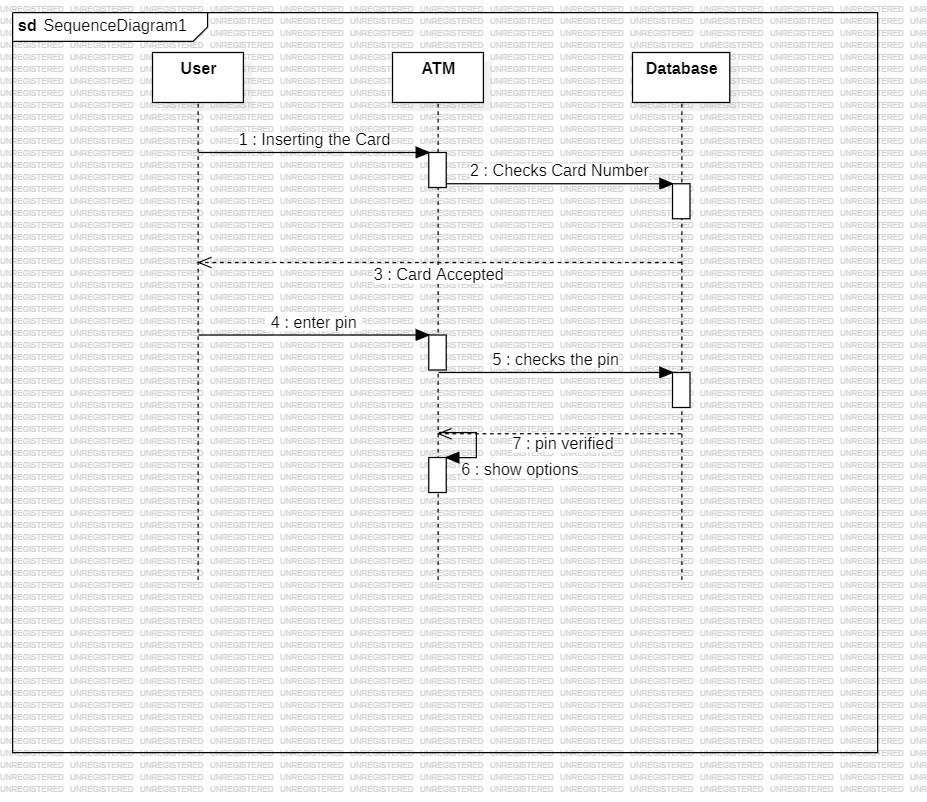 sd SequenceDiagram1
User
ATM
Database
1 : Inserting the Card
2 : Checks Card Number
3 : Card Accepted
4 : enter pin
5 : checks the pin
7 : pin verified
6 : show options
UNREGISTERED